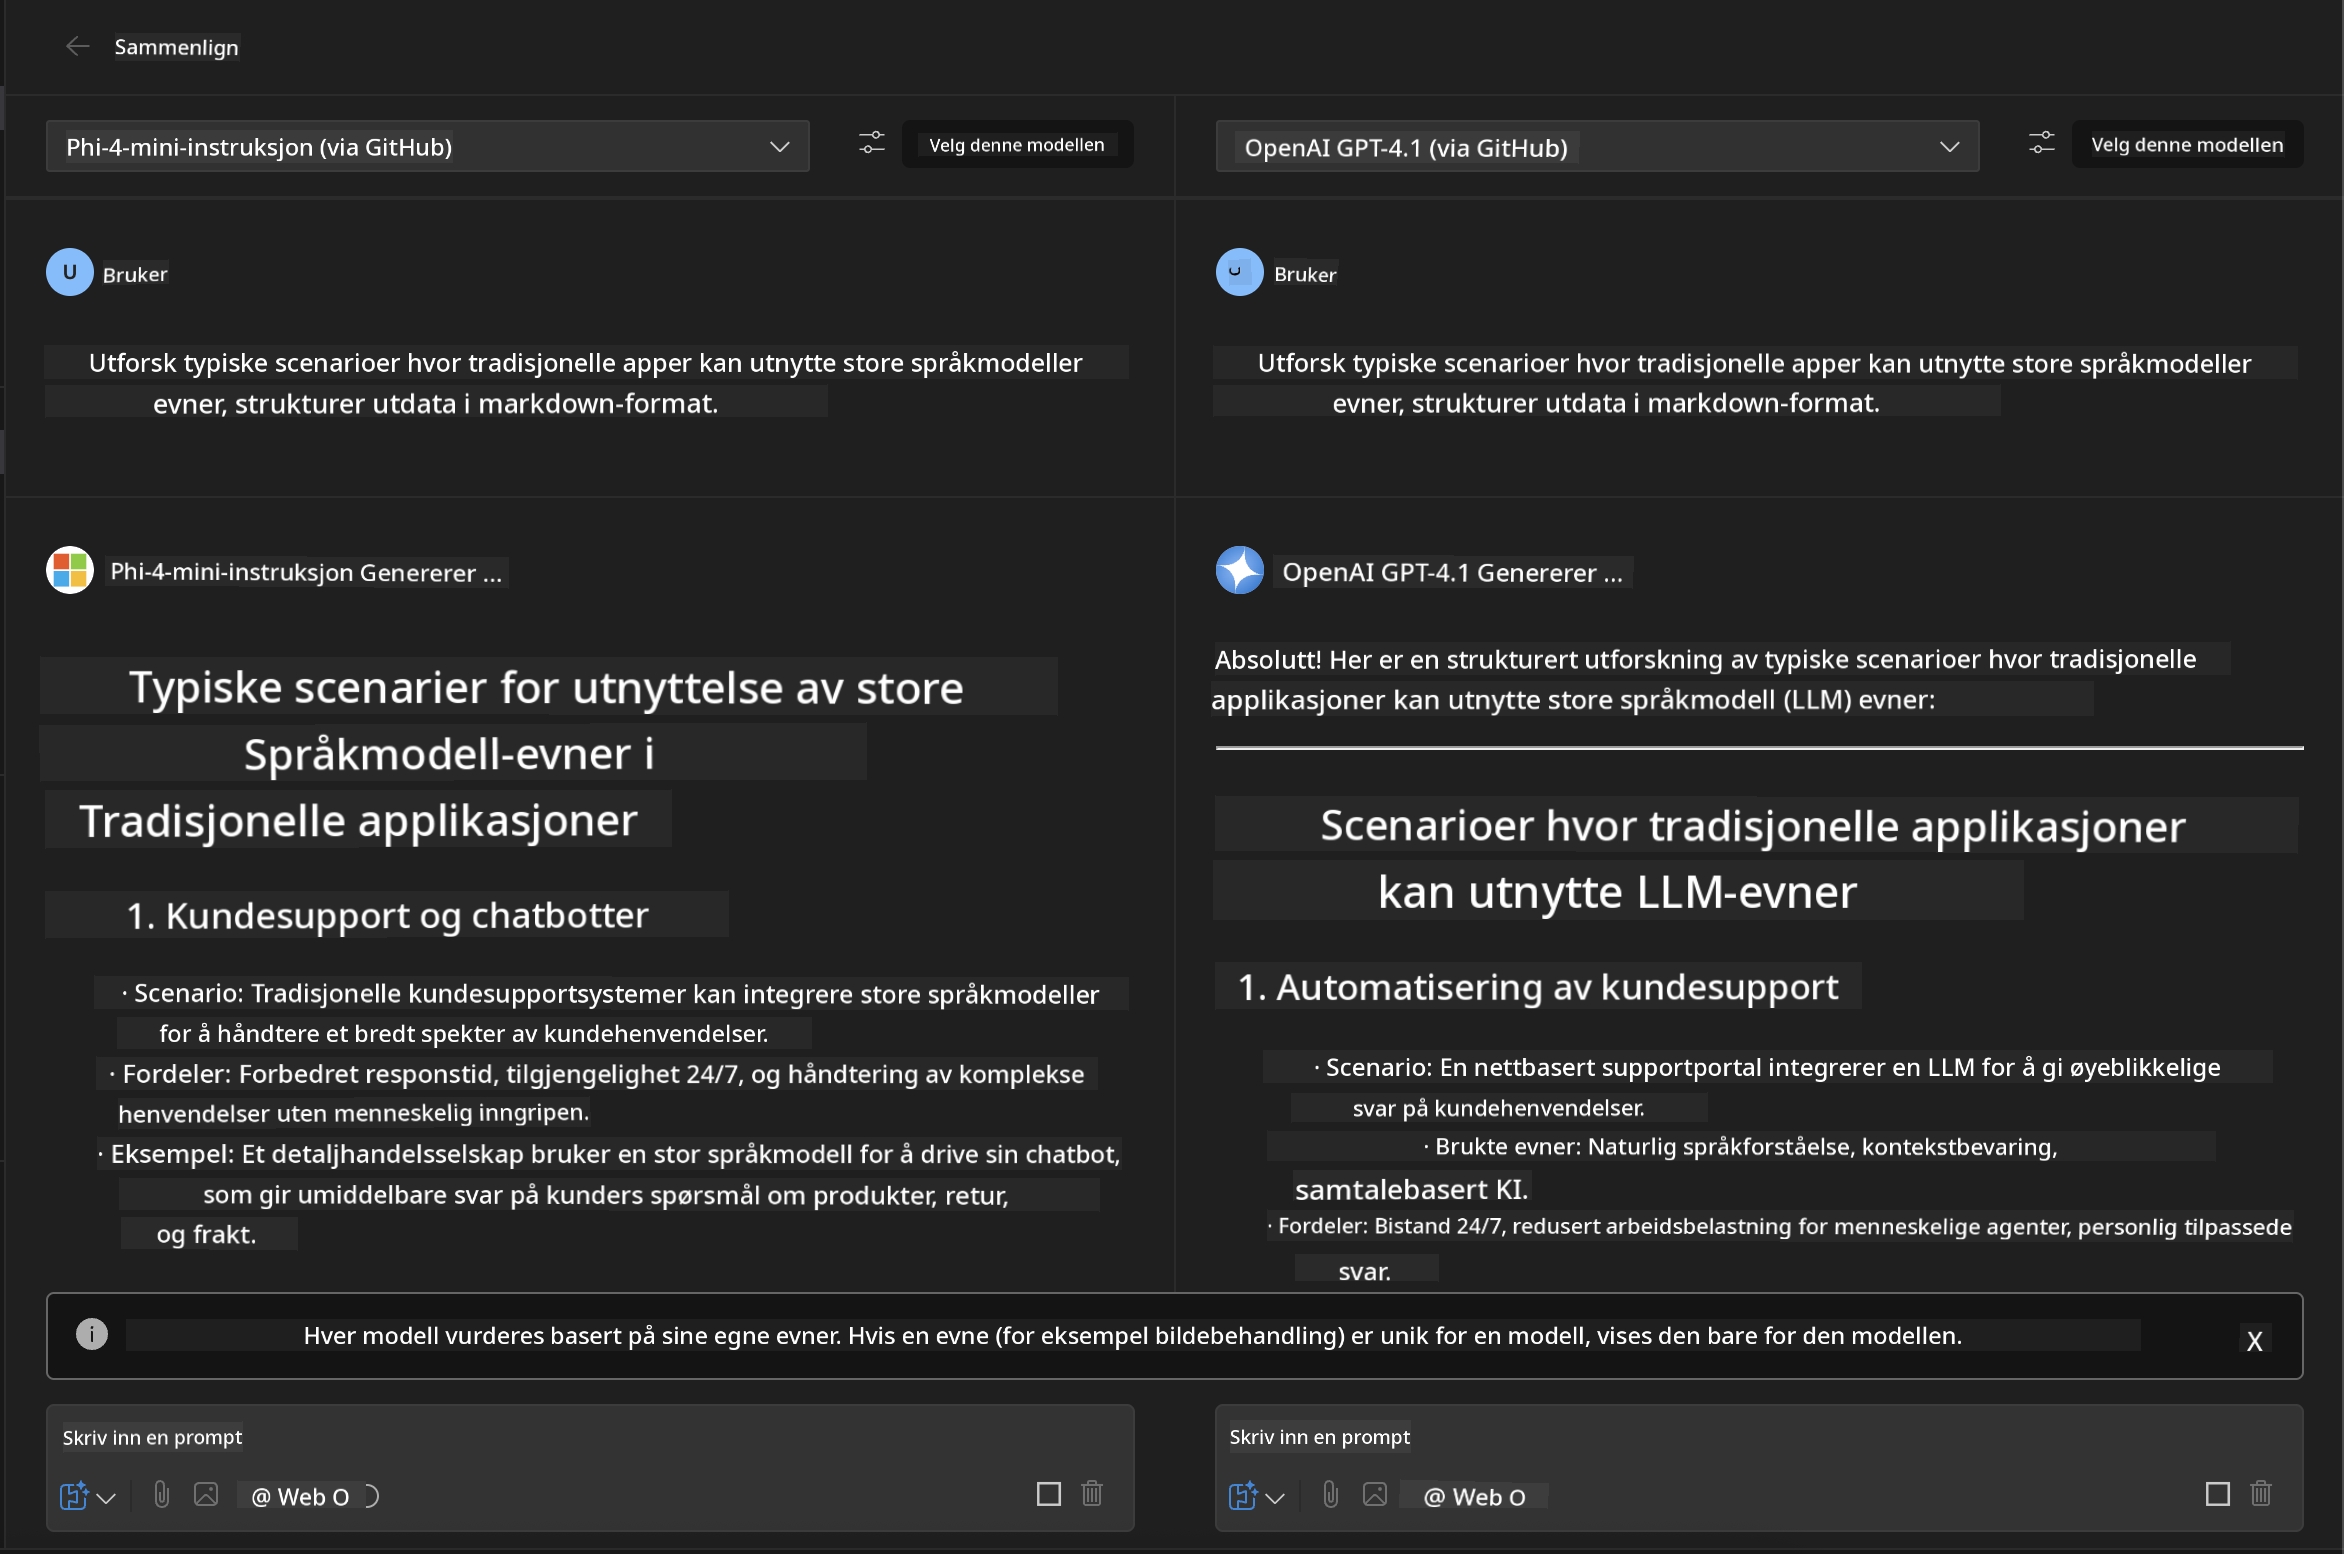 Sammenlign
Phi-4-mini-instruksjon (via GitHub)
Velg denne modellen
U Bruker
Utforsk typiske scenarioer hvor tradisjonelle apper kan utnytte store språkmodeller
evner, strukturer utdata i markdown-format.
Phi-4-mini-instruksjon Genererer ...
Typiske scenarier for utnyttelse av store
Språkmodell-evner i
Tradisjonelle applikasjoner
1. Kundesupport og chatbotter
· Scenario: Tradisjonelle kundesupportsystemer kan integrere store språkmodeller
for å håndtere et bredt spekter av kundehenvendelser.
· Fordeler: Forbedret responstid, tilgjengelighet 24/7, og håndtering av komplekse
henvendelser uten menneskelig inngripen.
· Eksempel: Et detaljhandelsselskap bruker en stor språkmodell for å drive sin chatbot,
som gir umiddelbare svar på kunders spørsmål om produkter, retur,
og frakt.
OpenAI GPT-4.1 (via GitHub)
Velg denne modellen
Bruker
Utforsk typiske scenarioer hvor tradisjonelle apper kan utnytte store språkmodeller
evner, strukturer utdata i markdown-format.
OpenAI GPT-4.1 Genererer ...
Absolutt! Her er en strukturert utforskning av typiske scenarioer hvor tradisjonelle
applikasjoner kan utnytte store språkmodell (LLM) evner:
Scenarioer hvor tradisjonelle applikasjoner
kan utnytte LLM-evner
1. Automatisering av kundesupport
· Scenario: En nettbasert supportportal integrerer en LLM for å gi øyeblikkelige
svar på kundehenvendelser.
· Brukte evner: Naturlig språkforståelse, kontekstbevaring,
samtalebasert KI.
· Fordeler: Bistand 24/7, redusert arbeidsbelastning for menneskelige agenter, personlig tilpassede
svar.
Hver modell vurderes basert på sine egne evner. Hvis en evne (for eksempel bildebehandling) er unik for en modell, vises den bare for den modellen.
X
Skriv inn en prompt
@ Web O
Skriv inn en prompt
@ Web O